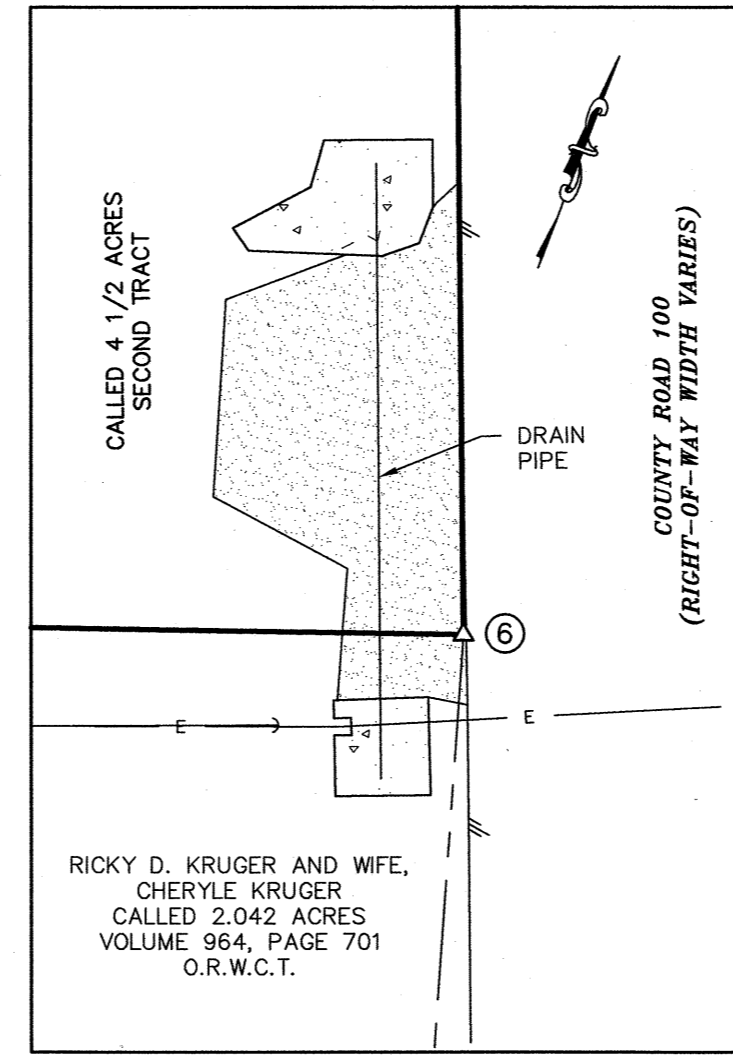 CALLED 4 1/2 ACRES
SECOND TRACT
COUNTY ROAD 100
(RIGHT-OF-WAY WIDTH VARIES)
DRAIN
PIPE
6
E
E
RICKY D. KRUGER AND WIFE,
CHERYLE KRUGER
CALLED 2.042 ACRES
VOLUME 964, PAGE 701
O.R.W.C.T.